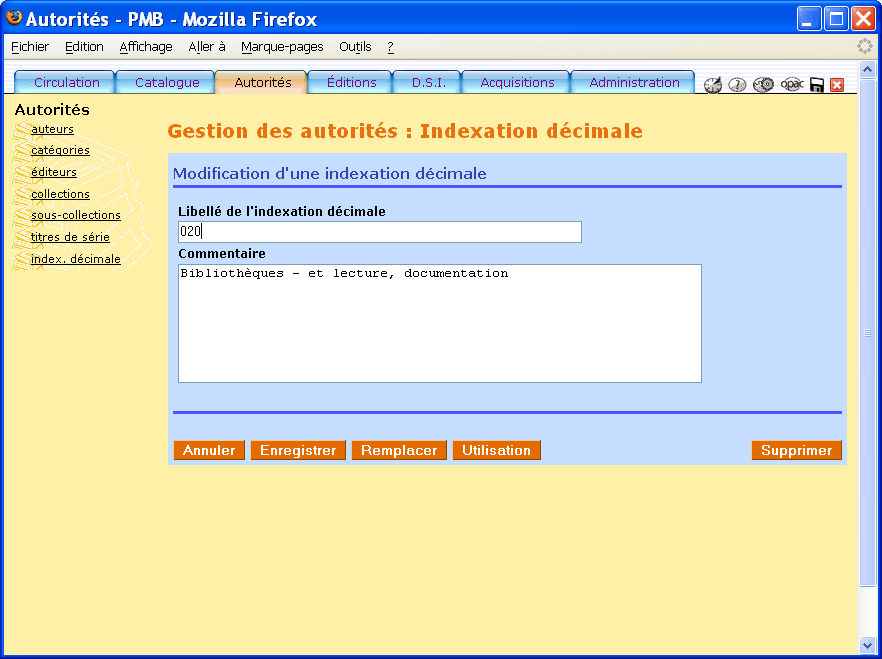 Autorités - PMB - Mozilla Firefox
Fichier Edition Affichage Aller à Marque-pages Outils ?
Circulation Catalogue Autorités Éditions D.S.I. Acquisitions Administration ? opac
Autorités
auteurs
catégories
éditeurs
collections
sous-collections
titres de série
index. décimale
Gestion des autorités : Indexation décimale
Modification d'une indexation décimale
Libellé de l'indexation décimale
020
Commentaire
Bibliothèques - et lecture, documentation
Annuler Enregistrer Remplacer Utilisation Supprimer